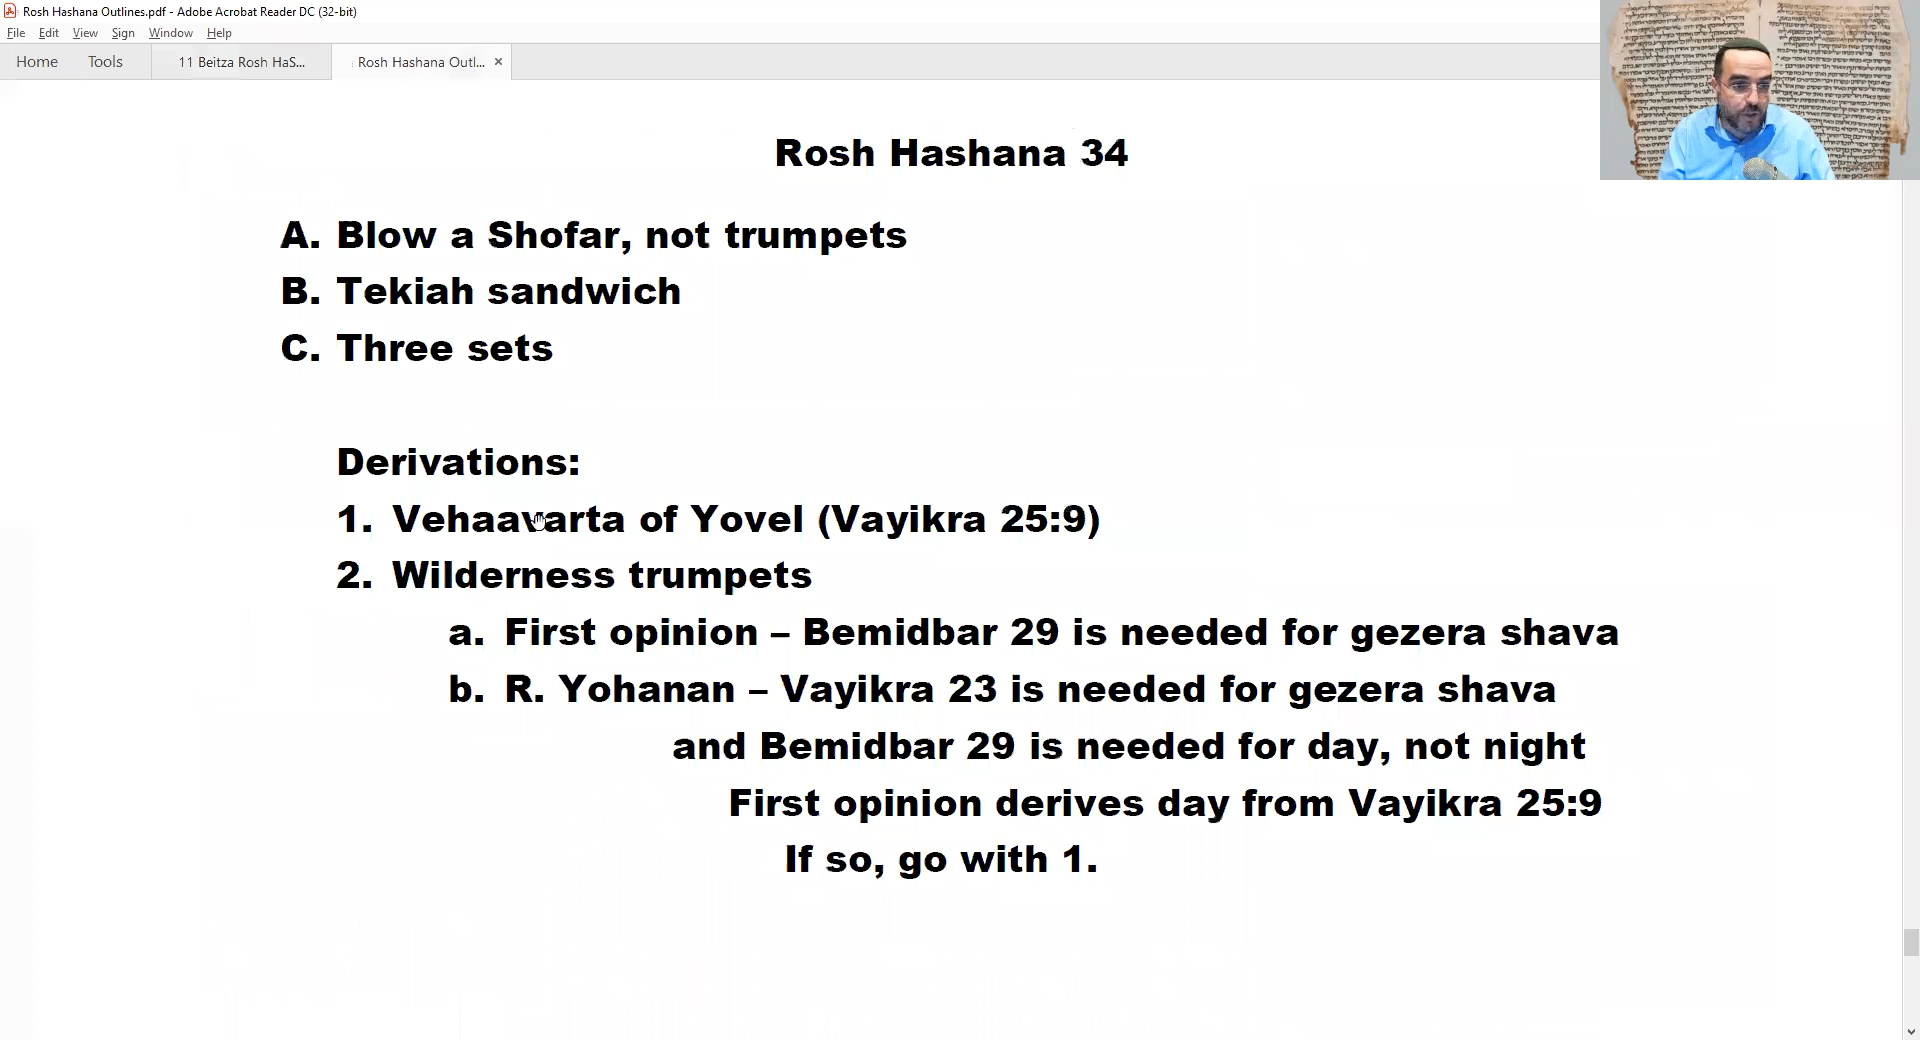 Rosh Hashana Outlines.pdf - Adobe Acrobat Reader DC (32-bit)
File Edit View Sign Window Help
Home Tools 11 Beitza Rosh HaS... Rosh Hashana Outl... ×
Rosh Hashana 34
A. Blow a Shofar, not trumpets
B. Tekiah sandwich
C. Three sets
Derivations:
1. Vehaavarta of Yovel (Vayikra 25:9)
2. Wilderness trumpets
a. First opinion – Bemidbar 29 is needed for gezera shava
b. R. Yohanan – Vayikra 23 is needed for gezera shava
and Bemidbar 29 is needed for day, not night
First opinion derives day from Vayikra 25:9
If so, go with 1.